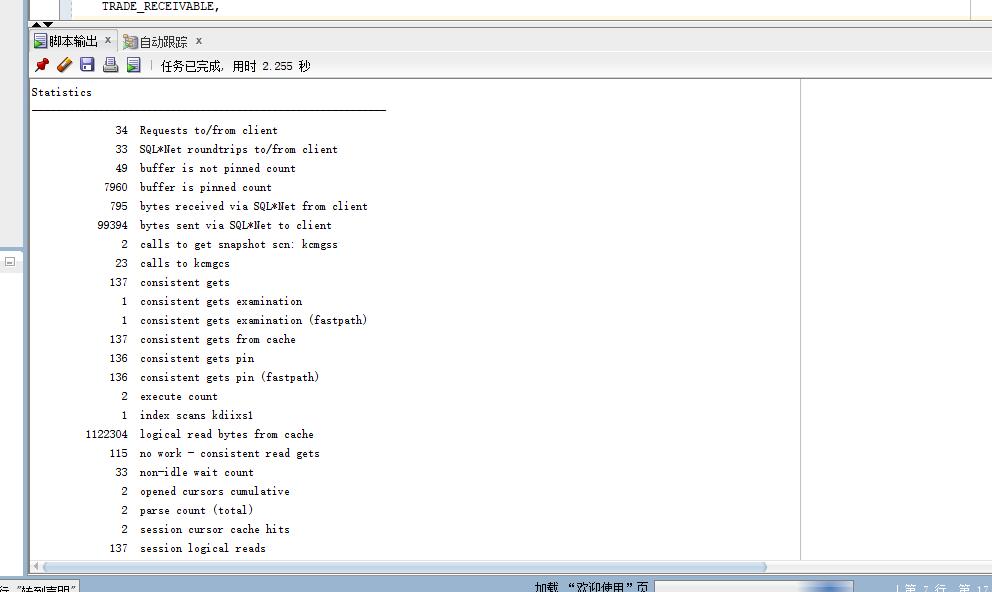 TRADE_RECEIVABLE,
脚本输出 x 自动跟踪 x
任务已完成, 用时 2.255 秒
Statistics
34 Requests to/from client
33 SQL*Net roundtrips to/from client
49 buffer is not pinned count
7960 buffer is pinned count
795 bytes received via SQL*Net from client
99394 bytes sent via SQL*Net to client
2 calls to get snapshot scn: kcmgss
23 calls to kcmgcs
137 consistent gets
1 consistent gets examination
1 consistent gets examination (fastpath)
137 consistent gets from cache
136 consistent gets pin
136 consistent gets pin (fastpath)
2 execute count
1 index scans kdiixs1
1122304 logical read bytes from cache
115 no work - consistent read gets
33 non-idle wait count
2 opened cursors cumulative
2 parse count (total)
2 session cursor cache hits
137 session logical reads
行 "转到声明" 加载 “欢迎使用” 页 第 7 行, 第 17